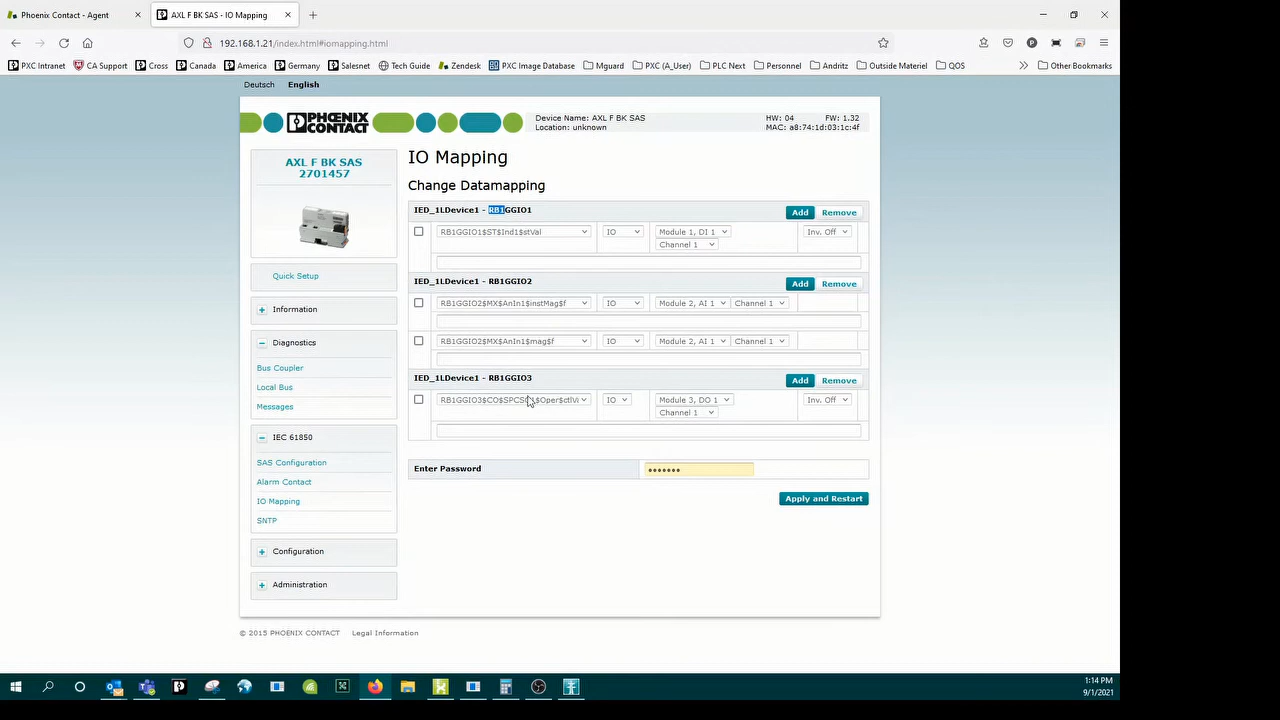 Phoenix Contact - Agent
AXL F BK SAS - IO Mapping
192.168.1.21/index.html#iomapping.html
PXC Intranet CA Support Cross Canada America Germany Salesnet Tech Guide Zendesk PXC Image Database Mguard PXC (A_User) PLC Next Personnel Andritz Outside Materiel QOS Other Bookmarks
Deutsch English
PHOENIX CONTACT
Device Name: AXL F BK SAS
Location: unknown
HW: 04 FW: 1.32
MAC: a8:74:1d:03:1c:4f
AXL F BK SAS
2701457
Quick Setup
Information
Diagnostics
Bus Coupler
Local Bus
Messages
IEC 61850
SAS Configuration
Alarm Contact
IO Mapping
SNTP
Configuration
Administration
IO Mapping
Change Datamapping
IED_1LDevice1 - RB1GGIO1 Add Remove
RB1GGIO1$ST$Ind1$stVal IO Module 1, DI 1 Inv. Off
Channel 1
IED_1LDevice1 - RB1GGIO2 Add Remove
RB1GGIO2$MX$AnIn1$instMag$f IO Module 2, AI 1 Channel 1
RB1GGIO2$MX$AnIn1$mag$f IO Module 2, AI 1 Channel 1
IED_1LDevice1 - RB1GGIO3 Add Remove
IO Module 3, DO 1 Inv. Off
Channel 1
Enter Password
Apply and Restart
© 2015 PHOENIX CONTACT Legal Information
1:14 PM
9/1/2021